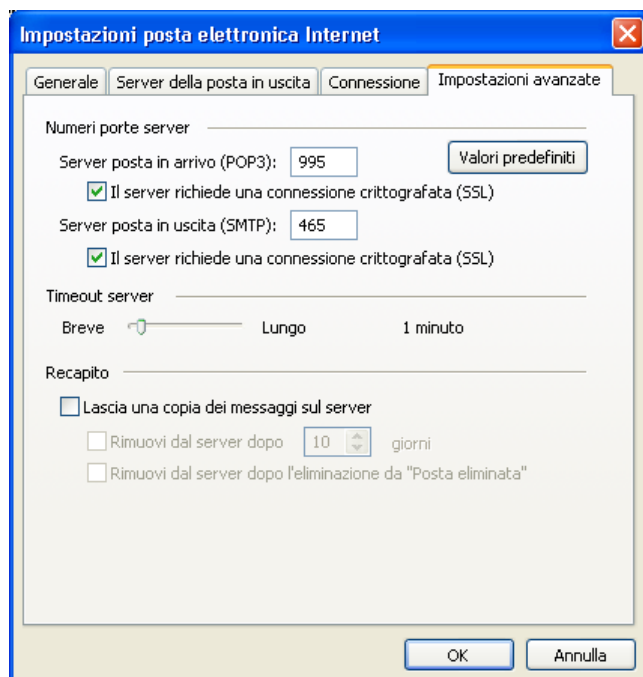 Impostazioni posta elettronica Internet
Generale Server della posta in uscita Connessione Impostazioni avanzate
Numeri porte server
Server posta in arrivo (POP3): 995 Valori predefiniti
Il server richiede una connessione crittografata (SSL)
Server posta in uscita (SMTP): 465
Il server richiede una connessione crittografata (SSL)
Timeout server
Breve Lungo 1 minuto
Recapito
Lascia una copia dei messaggi sul server
Rimuovi dal server dopo 10 giorni
Rimuovi dal server dopo l'eliminazione da "Posta eliminata"
OK Annulla